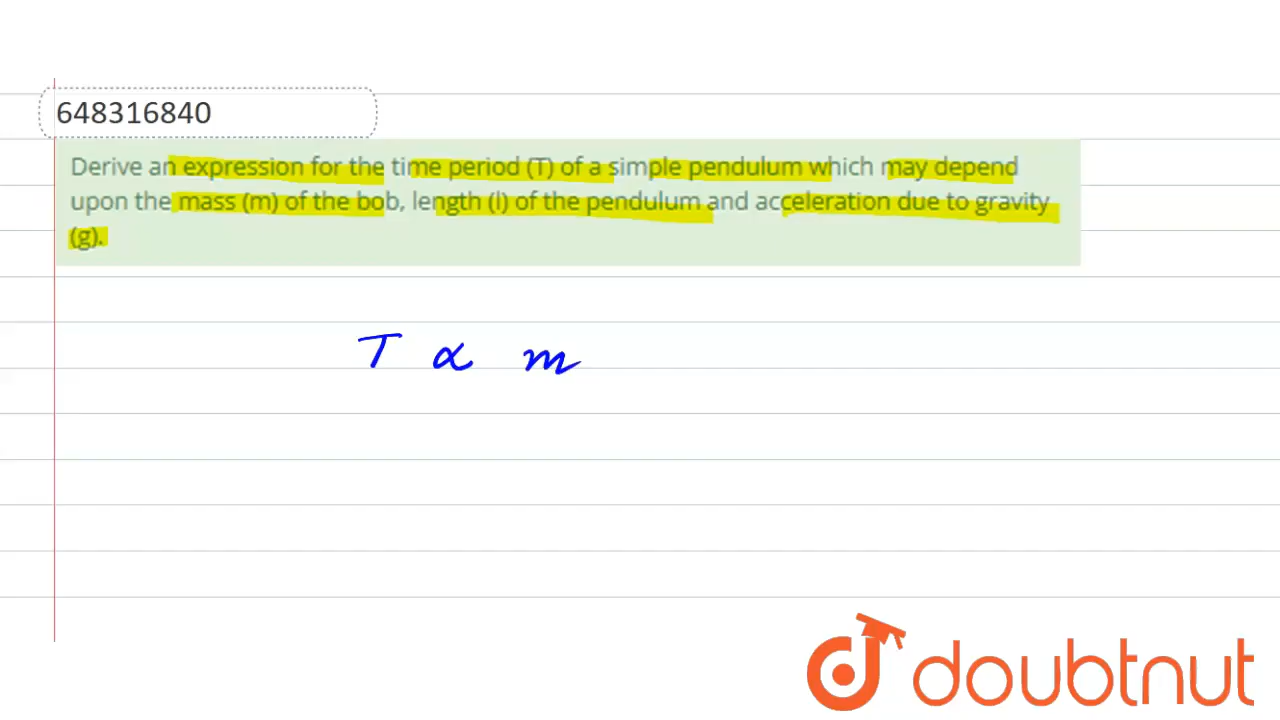 648316840
Derive an expression for the time period (T) of a simple pendulum which may depend
upon the mass (m) of the bob, length (l) of the pendulum and acceleration due to gravity
(g).
T ∝ m
doubtnut